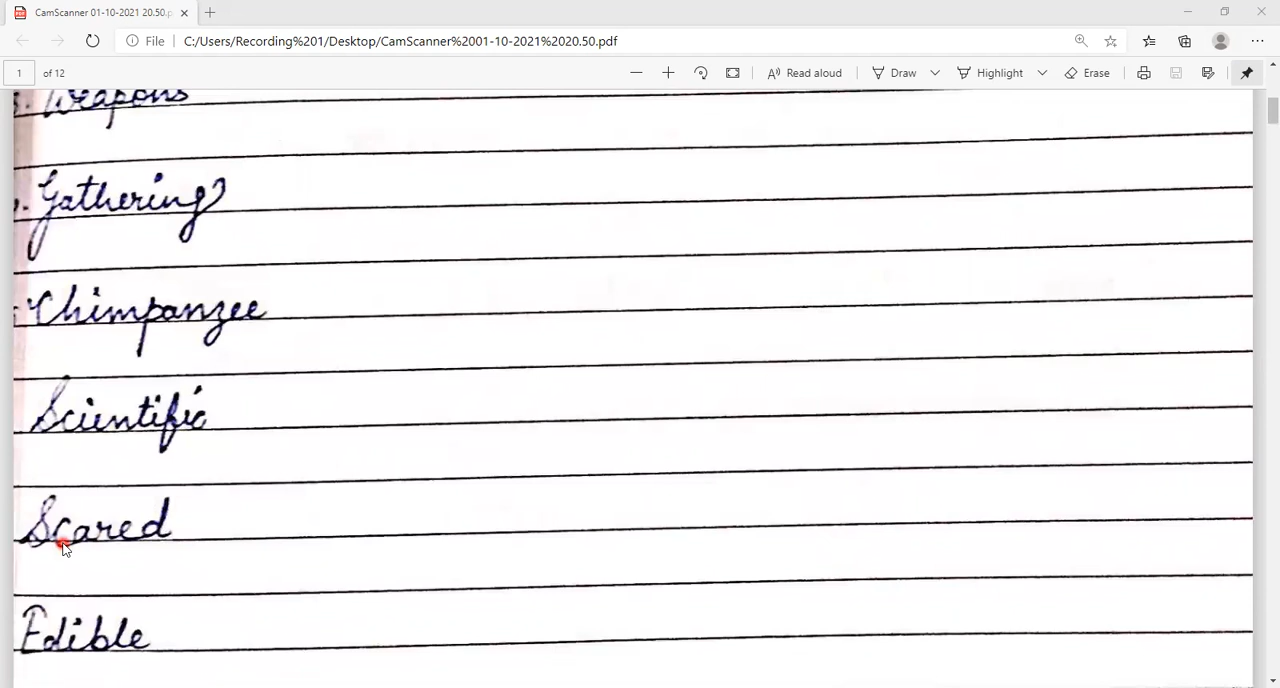 CamScanner 01-10-2021 20.50.p
File | C:/Users/Recording%201/Desktop/CamScanner%2001-10-2021%2020.50.pdf
1 of 12 Read aloud Draw Highlight Erase
Weapons
Gathering
Chimpanzee
Scientific
Scared
Edible